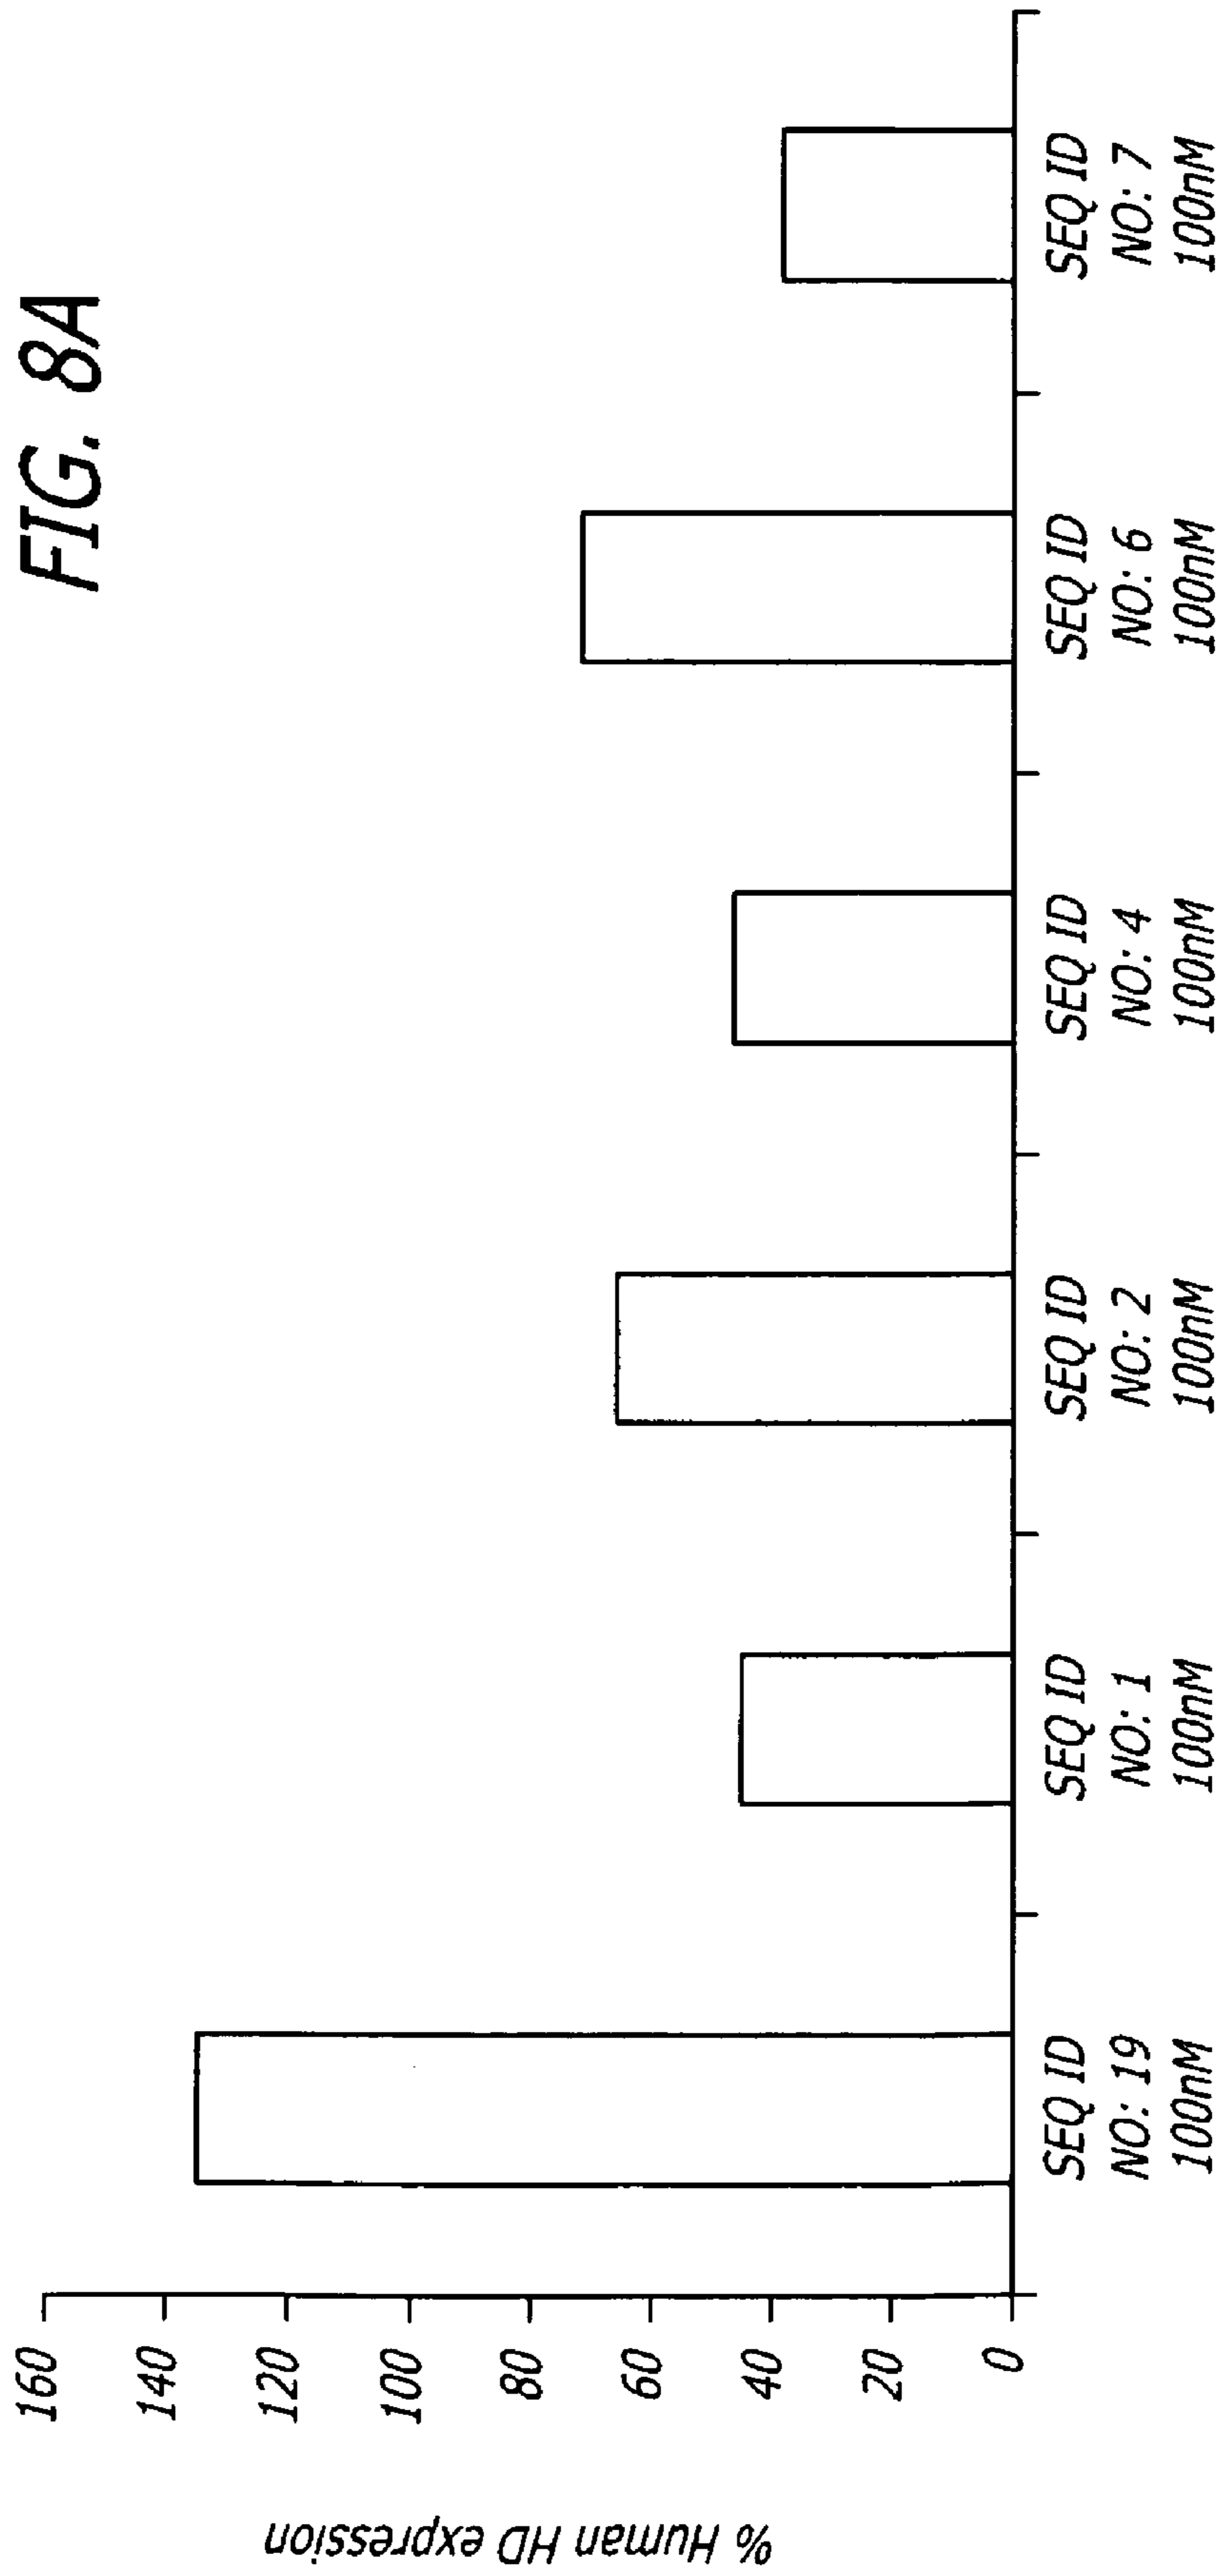 FIG. 8A
% Human HD expression
160
140
120
100
80
60
40
20
0
SEQ ID
NO: 19
100nM
SEQ ID
NO: 1
100nM
SEQ ID
NO: 2
100nM
SEQ ID
NO: 4
100nM
SEQ ID
NO: 6
100nM
SEQ ID
NO: 7
100nM